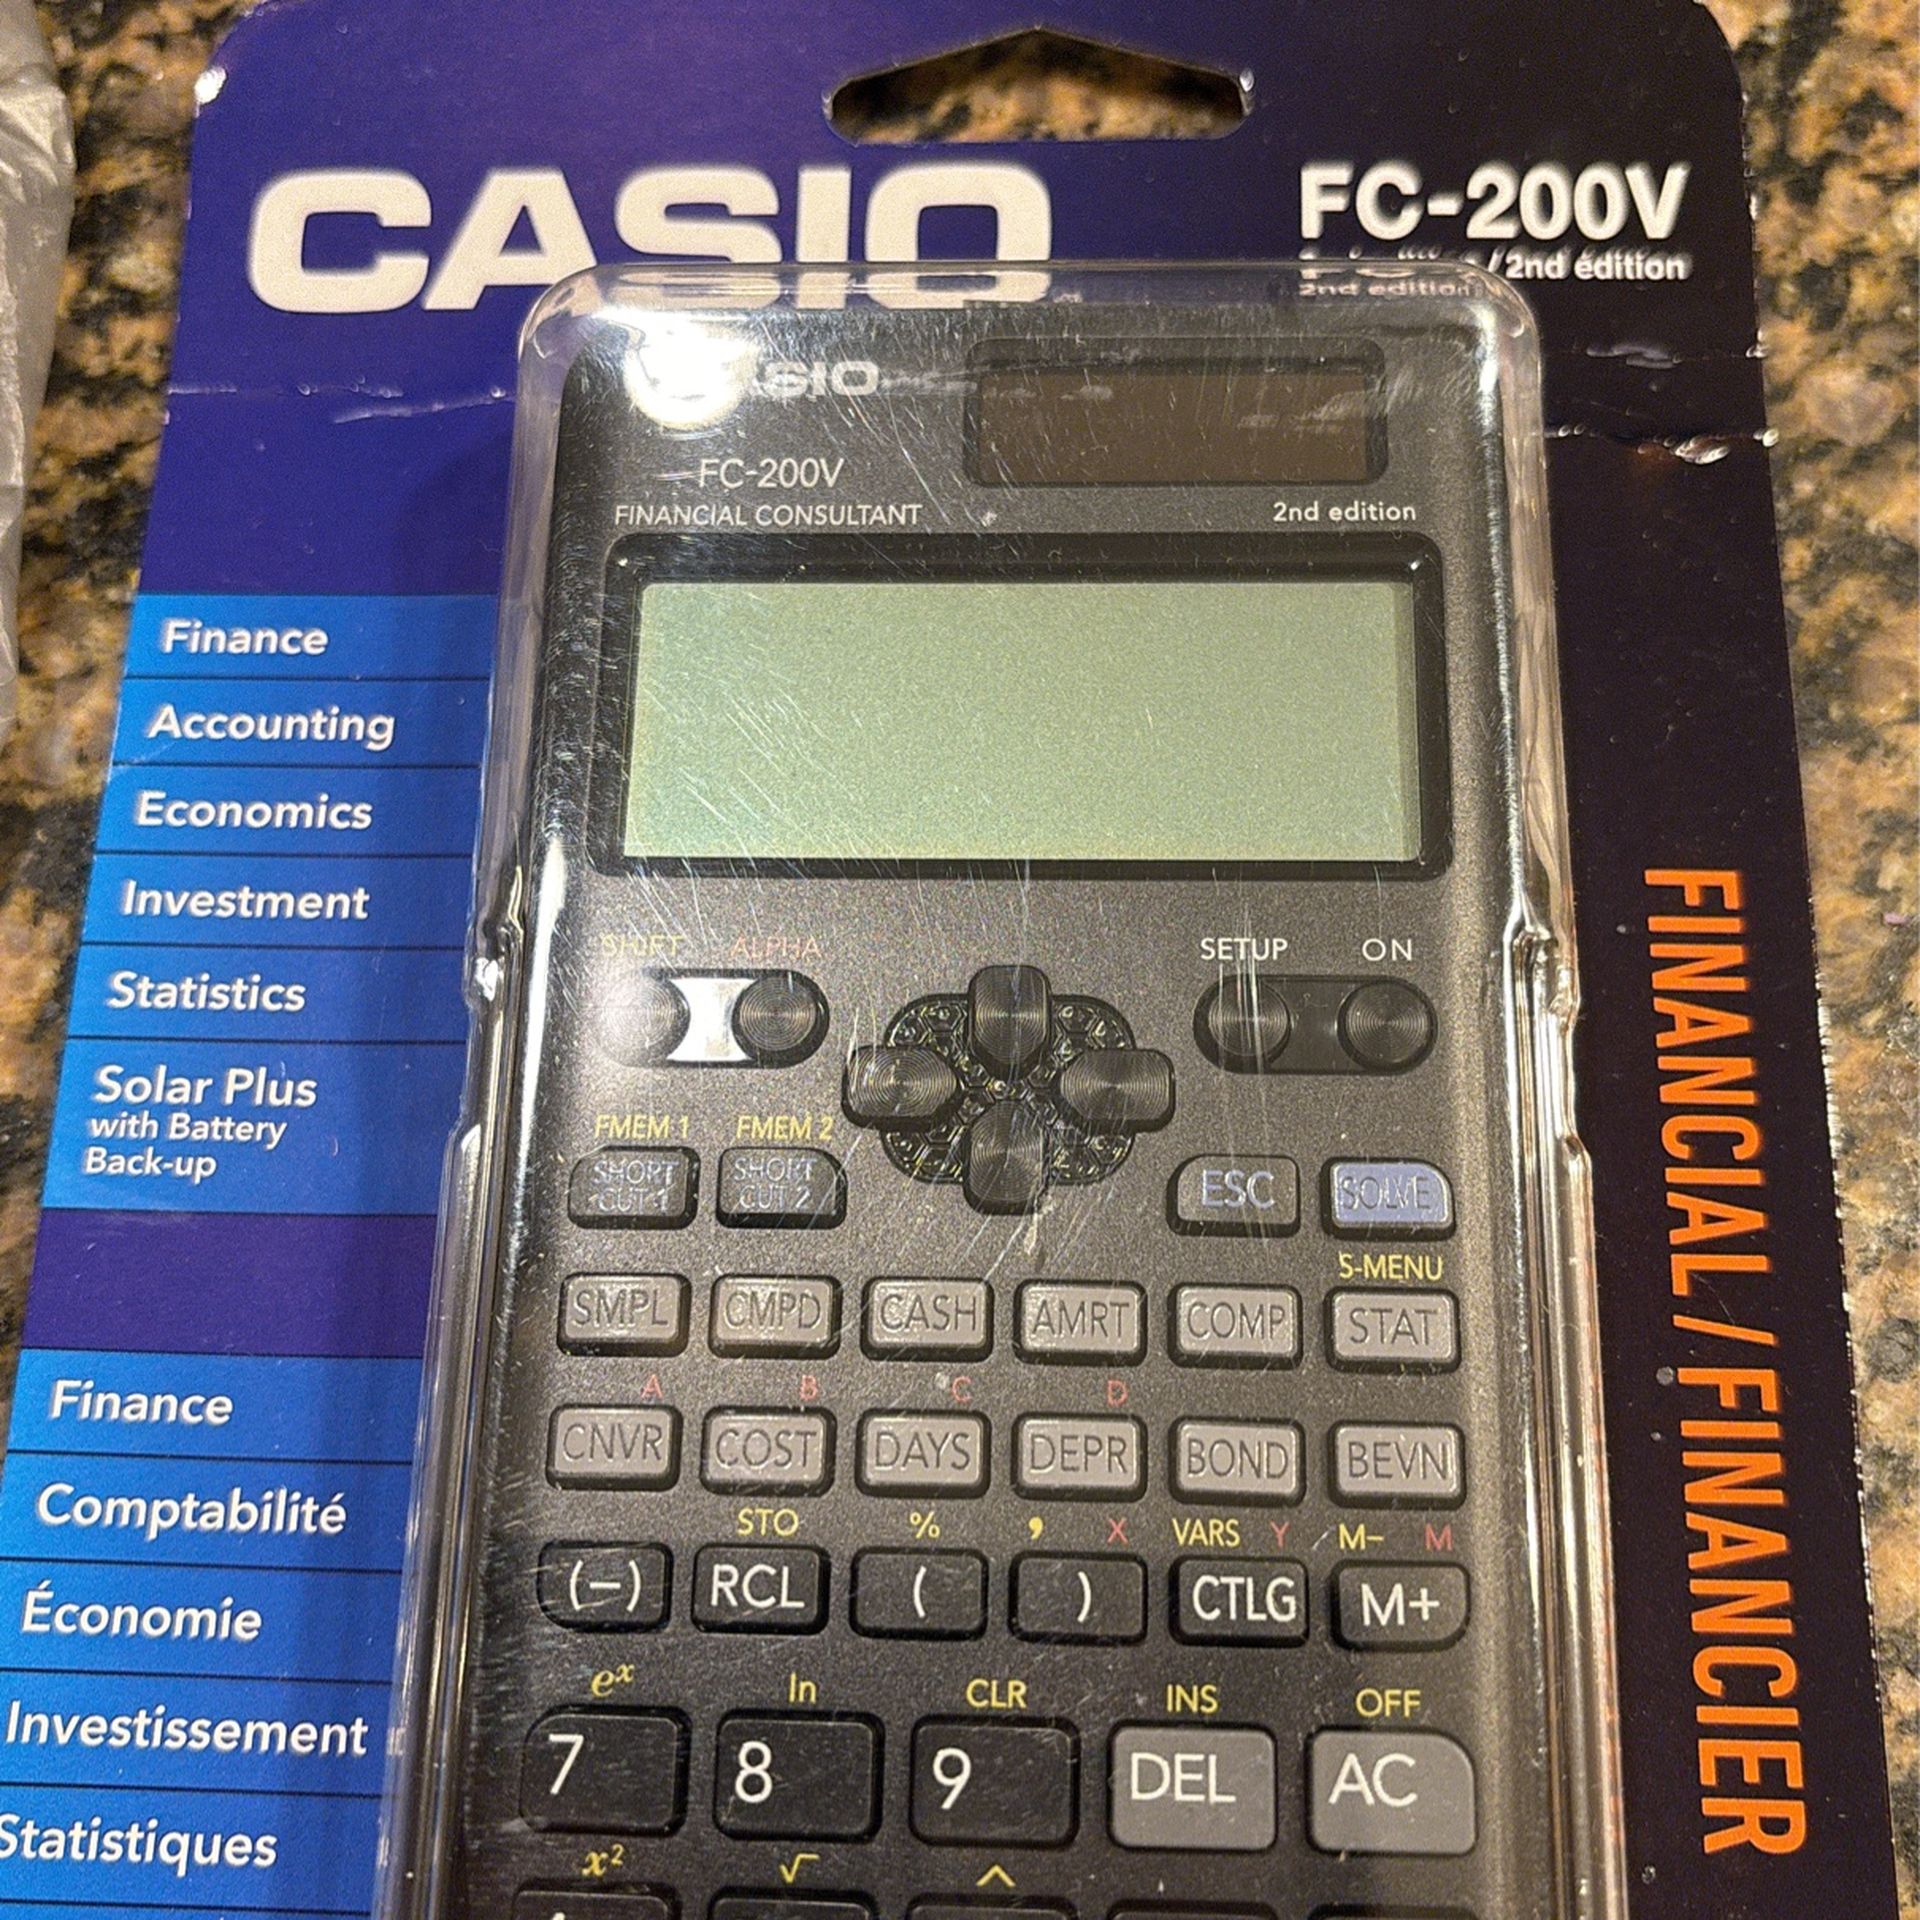 CASIO
FC-200V
/ 2nd édition
2nd edition
CASIO
FC-200V
FINANCIAL CONSULTANT
2nd edition
Finance
Accounting
Economics
Investment
Statistics
Solar Plus
with Battery
Back-up
Finance
Comptabilité
Économie
Investissement
Statistiques
SHIFT ALPHA SETUP ON
FMEM 1 FMEM 2
SHORT CUT 1 SHORT CUT 2 ESC SOLVE
S-MENU
SMPL CMPD CASH AMRT COMP STAT
A B C D
CNVR COST DAYS DEPR BOND BEVN
STO % , X VARS Y M– M
(–) RCL ( ) CTLG M+
eˣ ln CLR INS OFF
7 8 9 DEL AC
x² √ ^
FINANCIAL / FINANCIER